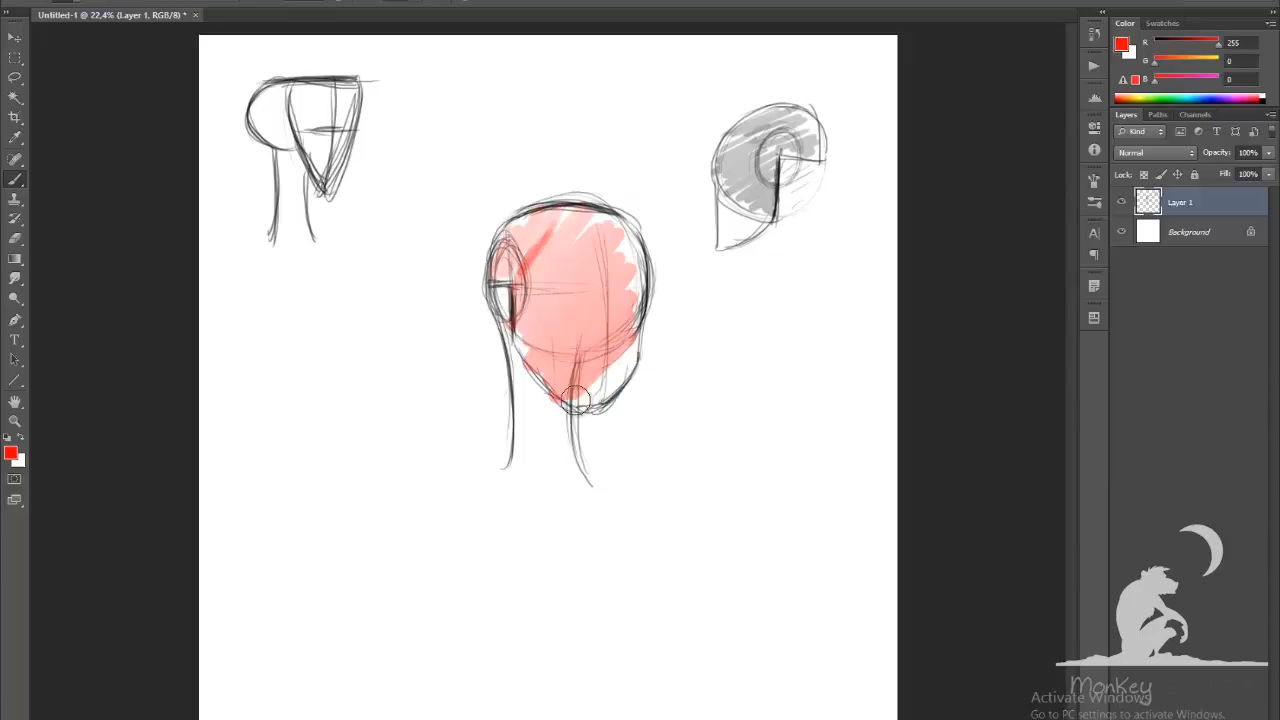 Untitled-1 @ 22,4% (Layer 1, RGB/8) * ×
Color Swatches
R 255
G 0
B 0
Layers Paths Channels
Kind
Normal Opacity: 100%
Lock: Fill: 100%
Layer 1
Background
Monkey
Activate Windows
Go to PC settings to activate Windows.